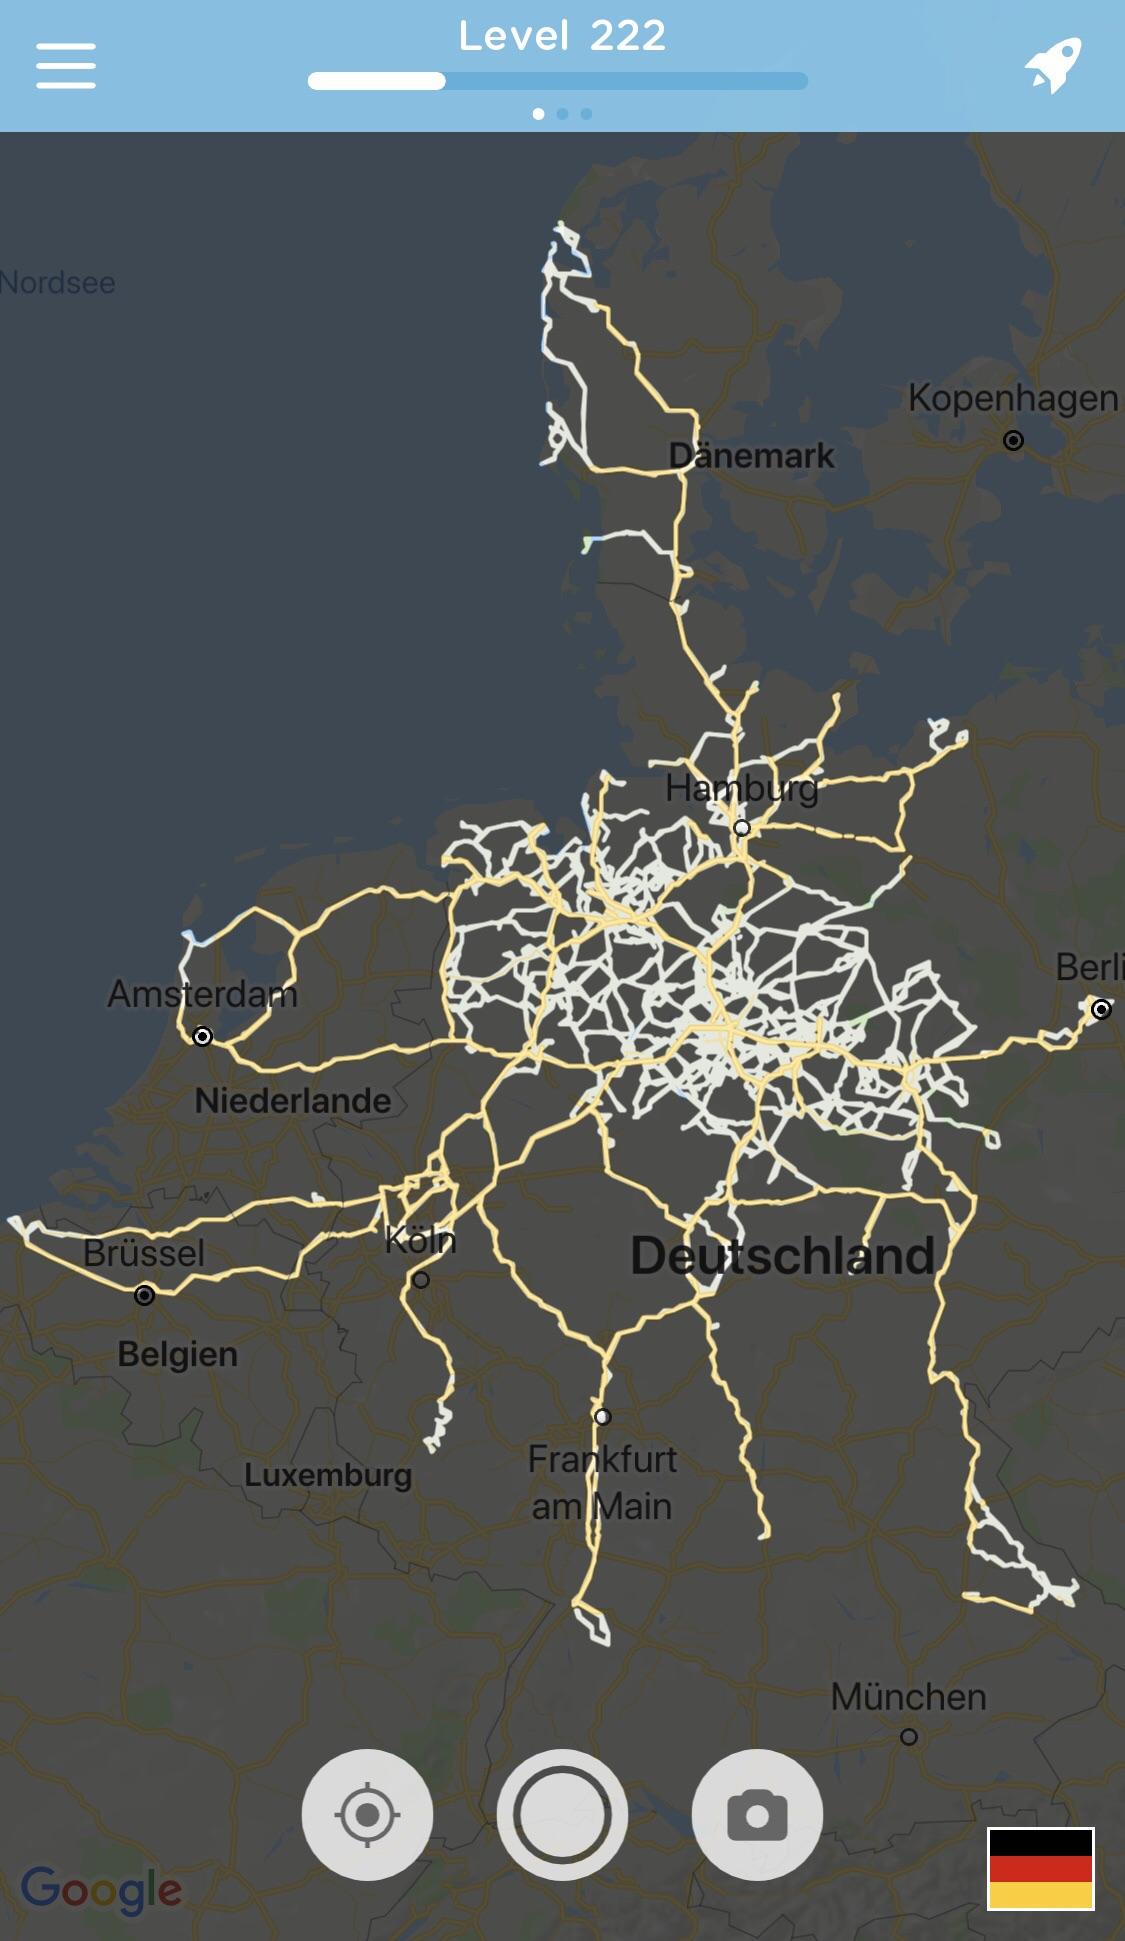 Level 222
Nordsee
Kopenhagen
Dänemark
Hamburg
Berli
Amsterdam
Niederlande
Köln
Brüssel
Deutschland
Belgien
Frankfurt
am Main
Luxemburg
München
Google